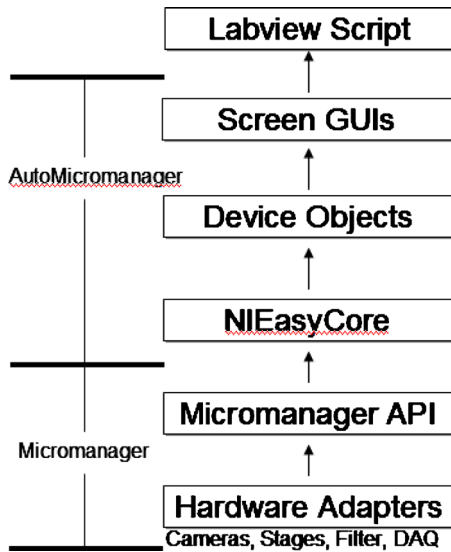 Labview Script
Screen GUIs
AutoMicromanager
Device Objects
NIEasyCore
Micromanager API
Micromanager
Hardware Adapters
Cameras, Stages, Filter, DAQ